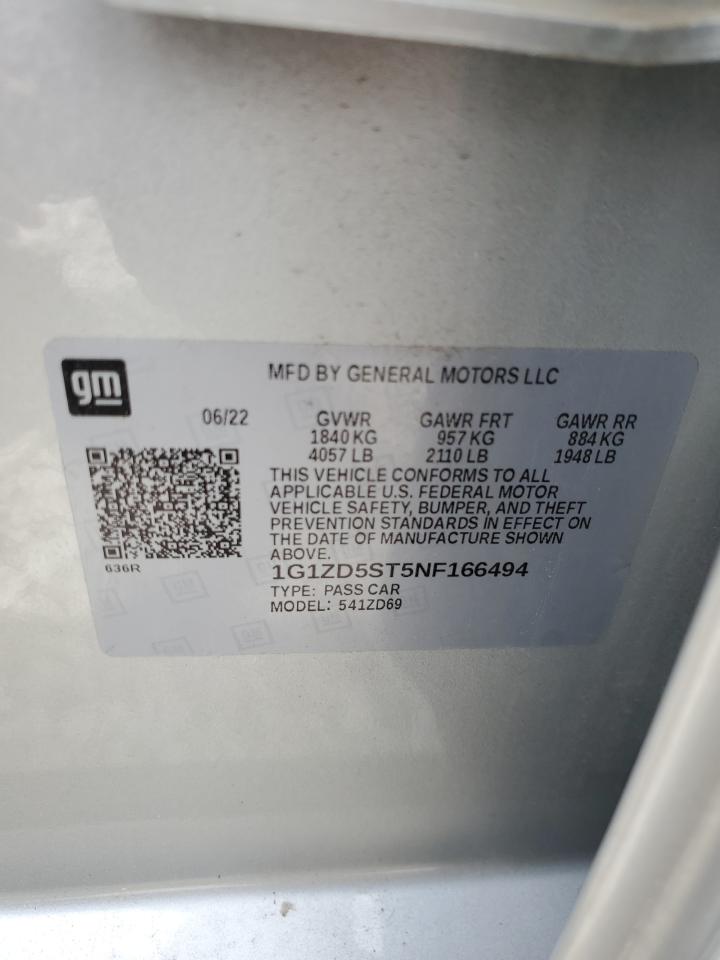 gm
MFD BY GENERAL MOTORS LLC
06/22 GVWR GAWR FRT GAWR RR
1840 KG 957 KG 884 KG
4057 LB 2110 LB 1948 LB
THIS VEHICLE CONFORMS TO ALL
APPLICABLE U.S. FEDERAL MOTOR
VEHICLE SAFETY, BUMPER, AND THEFT
PREVENTION STANDARDS IN EFFECT ON
THE DATE OF MANUFACTURE SHOWN
ABOVE.
636R
1G1ZD5ST5NF166494
TYPE: PASS CAR
MODEL: 541ZD69